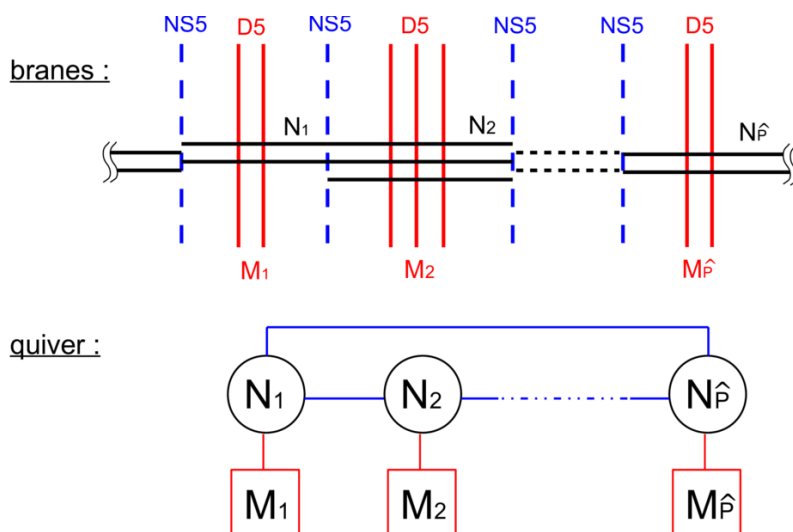 NS5 D5 NS5 D5 NS5 NS5 D5
branes :
N1 N2 NP̂
M1 M2 MP̂
quiver :
N1 N2 NP̂
M1 M2 MP̂